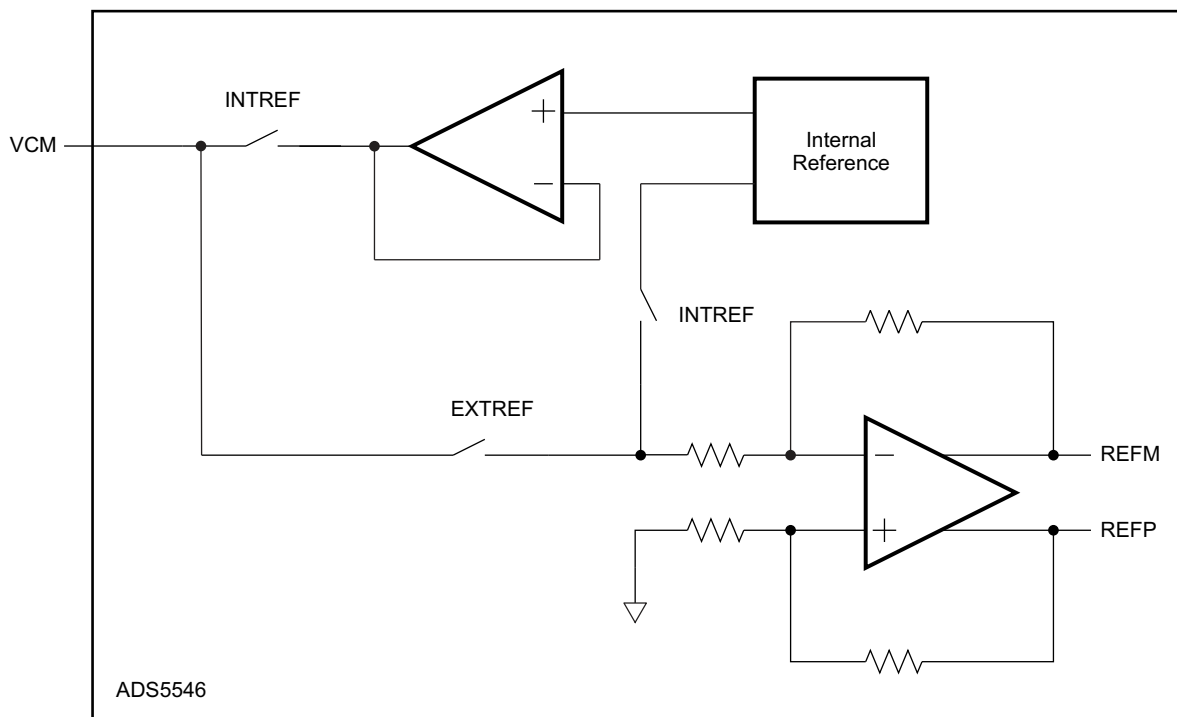 INTREF
VCM
Internal
Reference
INTREF
EXTREF
REFM
REFP
ADS5546